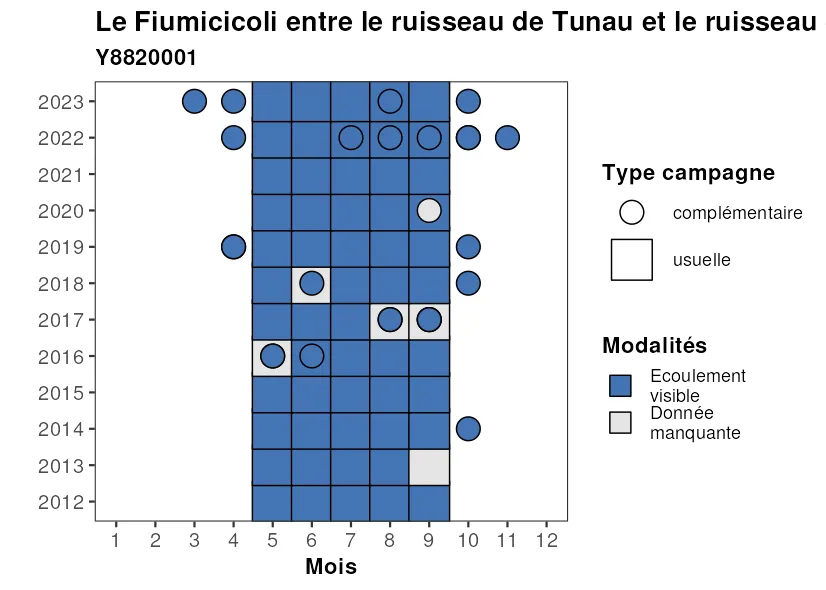 Le Fiumicicoli entre le ruisseau de Tunau et le ruisseau
Y8820001
2023
2022
2021
2020
2019
2018
2017
2016
2015
2014
2013
2012
1 2 3 4 5 6 7 8 9 10 11 12
Mois
Type campagne
complémentaire
usuelle
Modalités
Ecoulement
visible
Donnée
manquante